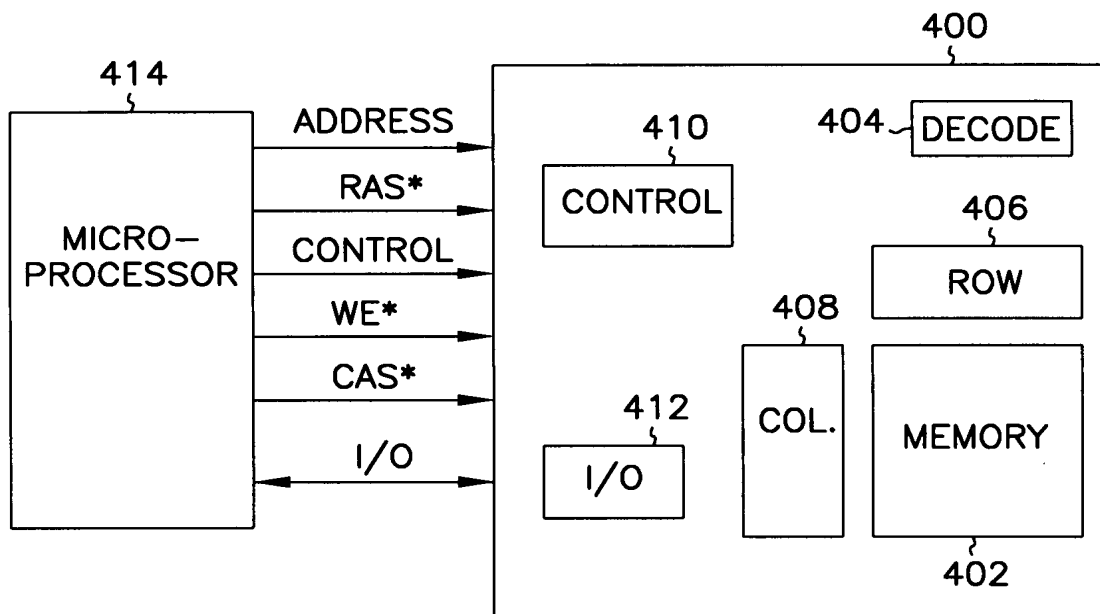 400
414
ADDRESS
404
DECODE
410
RAS*
CONTROL
406
MICRO-
PROCESSOR
CONTROL
ROW
408
WE*
CAS*
412
COL.
MEMORY
I/O
I/O
402